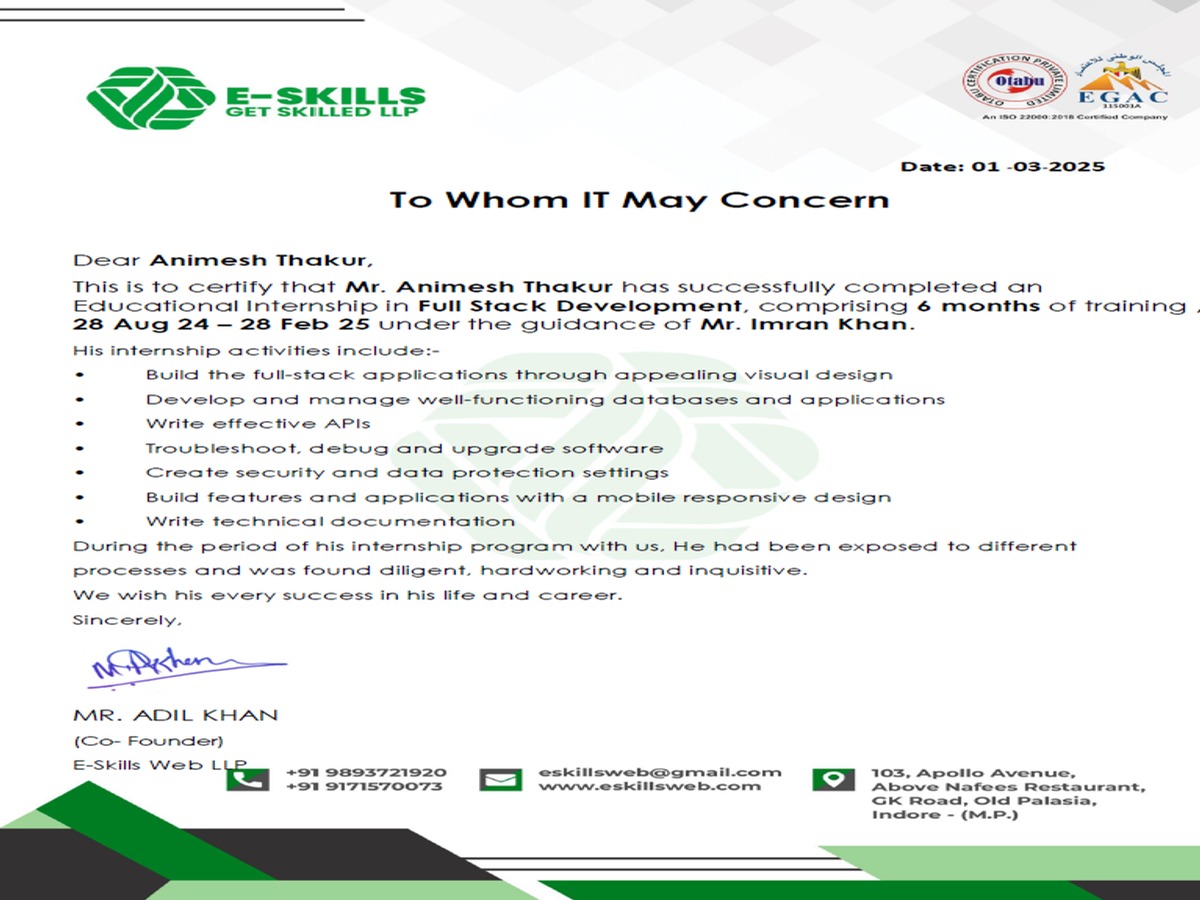 E-SKILLS
GET SKILLED LLP
OTABU CERTIFICATION PRIVATE LIMITED
Otabu
المجلس الوطني للاعتماد
EGAC
115003A
An ISO 22000:2018 Certified Company
Date: 01 -03-2025
To Whom IT May Concern
Dear Animesh Thakur,
This is to certify that Mr. Animesh Thakur has successfully completed an
Educational Internship in Full Stack Development, comprising 6 months of training ,
28 Aug 24 – 28 Feb 25 under the guidance of Mr. Imran Khan.
His internship activities include:-
• Build the full-stack applications through appealing visual design
• Develop and manage well-functioning databases and applications
• Write effective APIs
• Troubleshoot, debug and upgrade software
• Create security and data protection settings
• Build features and applications with a mobile responsive design
• Write technical documentation
During the period of his internship program with us, He had been exposed to different
processes and was found diligent, hardworking and inquisitive.
We wish his every success in his life and career.
Sincerely,
MR. ADIL KHAN
(Co- Founder)
E-Skills Web LLP
+91 9893721920
+91 9171570073
eskillsweb@gmail.com
www.eskillsweb.com
103, Apollo Avenue,
Above Nafees Restaurant,
GK Road, Old Palasia,
Indore - (M.P.)